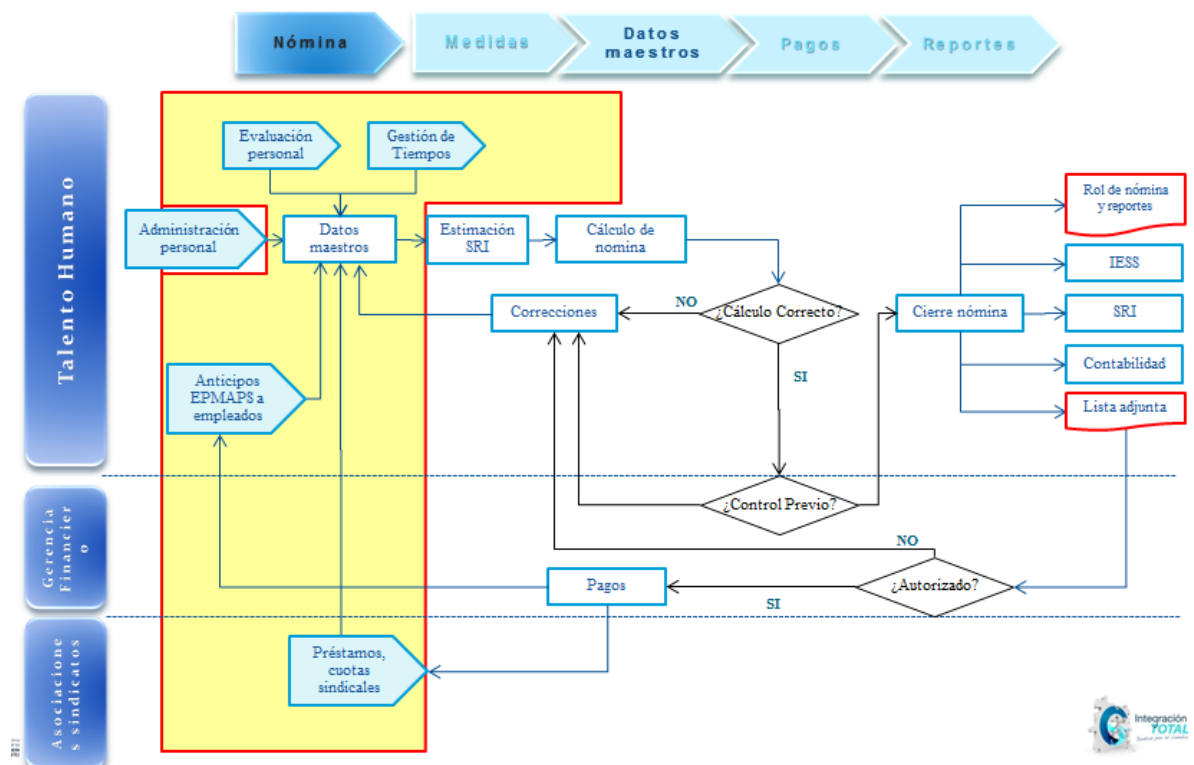 Nómina
Medidas
Datos
maestros
Pagos
Reportes
Talento Humano
Evaluación
personal
Gestión de
Tiempos
Administración
personal
Datos
maestros
Estimación
SRI
Cálculo de
nomina
Rol de nómina
y reportes
IESS
Correcciones
NO
¿Cálculo Correcto?
Cierre nómina
SRI
SI
Contabilidad
Anticipos
EPMAPS a
empleados
Lista adjunta
Gerencia
Financier
o
¿Control Previo?
NO
Pagos
SI
¿Autorizado?
Asociacione
s sindicatos
Préstamos,
cuotas
sindicales
Integración
TOTAL